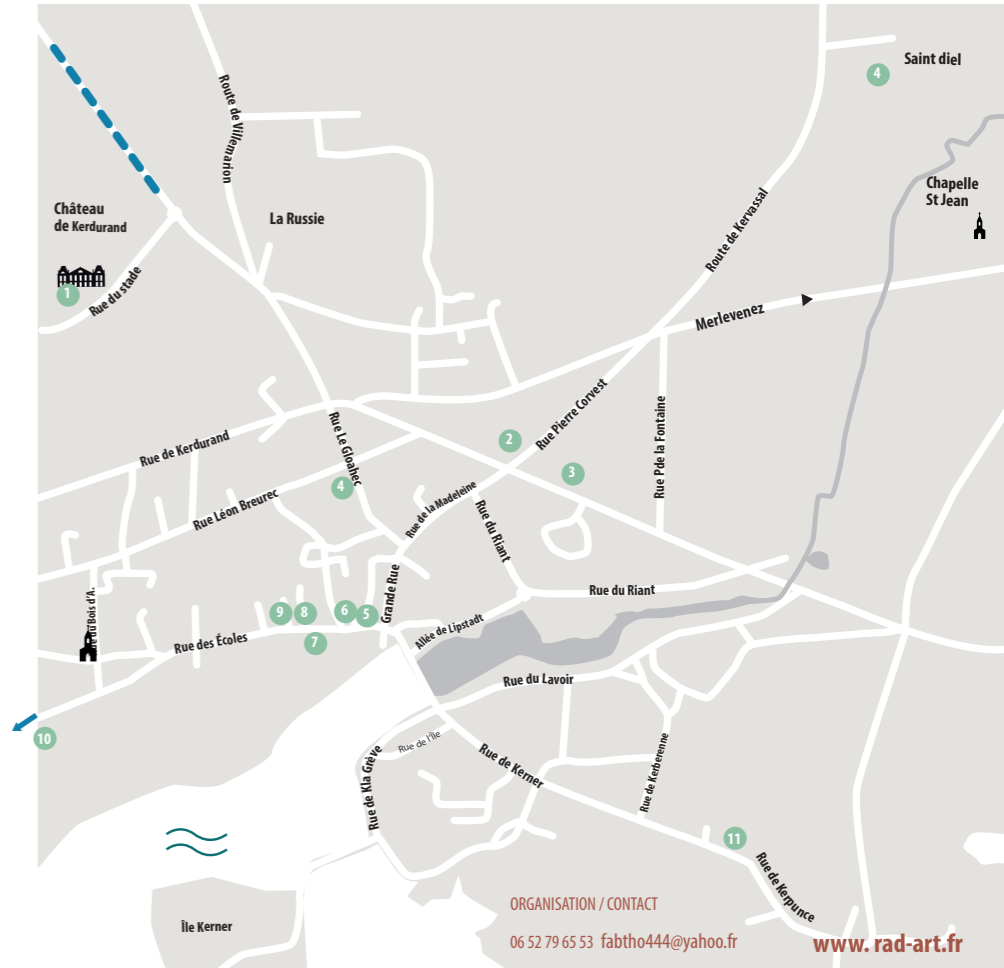 Saint diel
4
Route de Villemarion
Château
de Kerdurand
La Russie
Chapelle
St Jean
1
Rue du stade
Route de Kervassal
Merlevenez
Rue Pierre Corvest
2
3
Rue Pde la Fontaine
Rue de Kerdurand
Rue Le Gloahec
4
Rue Léon Breurec
Rue de la Madeleine
Rue du Riant
Rue du Riant
Grande Rue
9
8
6
5
7
Allée de Lipstadt
Rue des Écoles
Rue du Bois d'A.
Rue du Lavoir
10
Rue de l'Île
Rue de Kla Grève
Rue de Kerner
Rue de Kerberenne
11
Rue de Kerpunce
Île Kerner
ORGANISATION / CONTACT
06 52 79 65 53 fabtho444@yahoo.fr
www. rad-art.fr